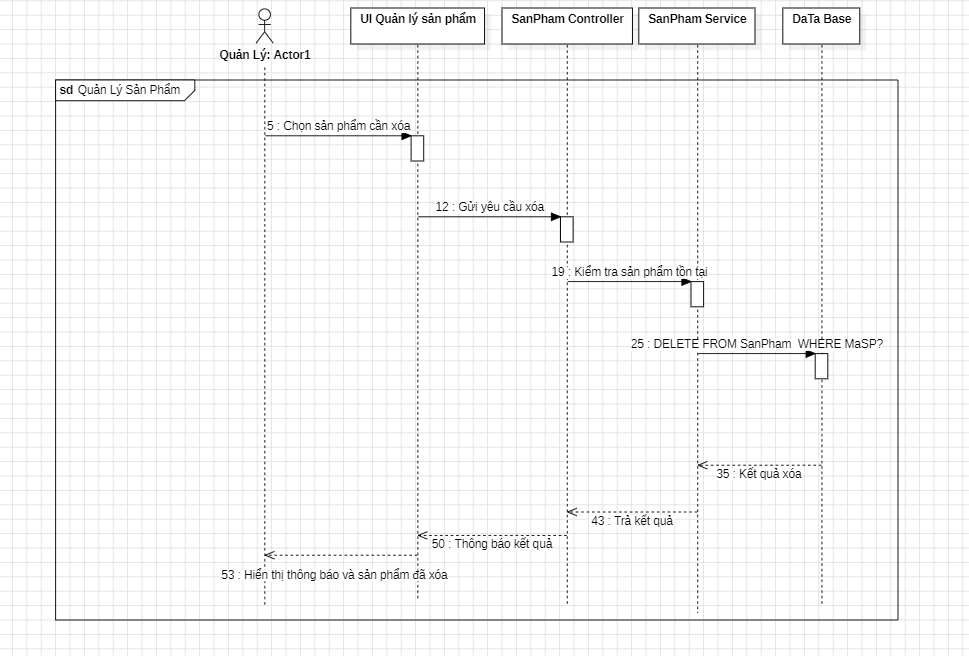 UI Quản lý sản phẩm
SanPham Controller
SanPham Service
DaTa Base
Quản Lý: Actor1
sd Quản Lý Sản Phẩm
5 : Chọn sản phẩm cần xóa
12 : Gửi yêu cầu xóa
19 : Kiểm tra sản phẩm tồn tại
25 : DELETE FROM SanPham WHERE MaSP?
35 : Kết quả xóa
43 : Trả kết quả
50 : Thông báo kết quả
53 : Hiển thị thông báo và sản phẩm đã xóa